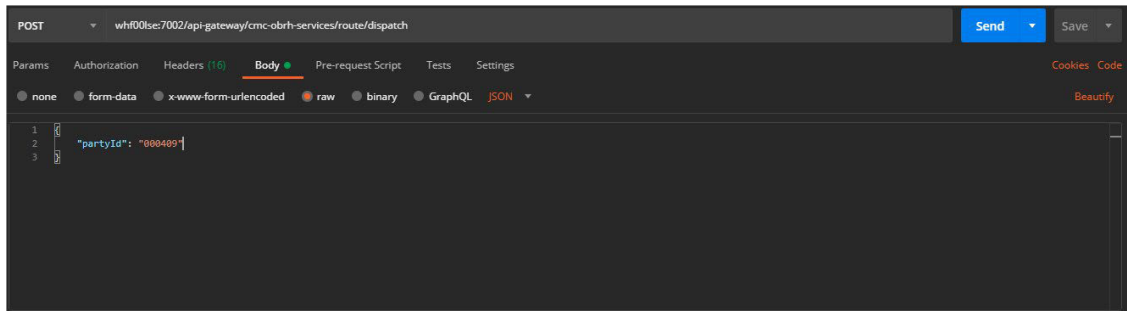 POST whf00lse:7002/api-gateway/cmc-obrh-services/route/dispatch Send Save
Params Authorization Headers (16) Body Pre-request Script Tests Settings Cookies Code
none form-data x-www-form-urlencoded raw binary GraphQL JSON Beautify
1 {
2 "partyId": "000409"
3 }